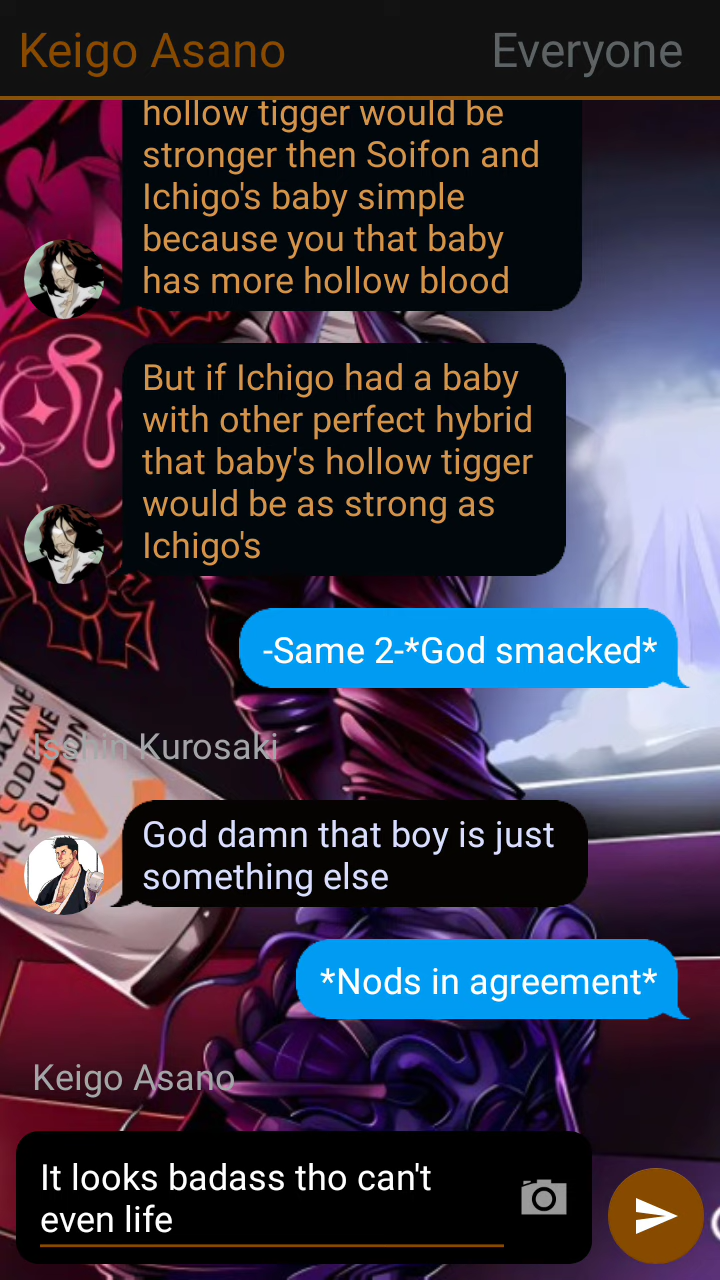 Keigo Asano Everyone
hollow tigger would be
stronger then Soifon and
Ichigo's baby simple
because you that baby
has more hollow blood
But if Ichigo had a baby
with other perfect hybrid
that baby's hollow tigger
would be as strong as
Ichigo's
-Same 2-*God smacked*
Isshin Kurosaki
CODEINE
God damn that boy is just
something else
*Nods in agreement*
Keigo Asano
It looks badass tho can't
even life